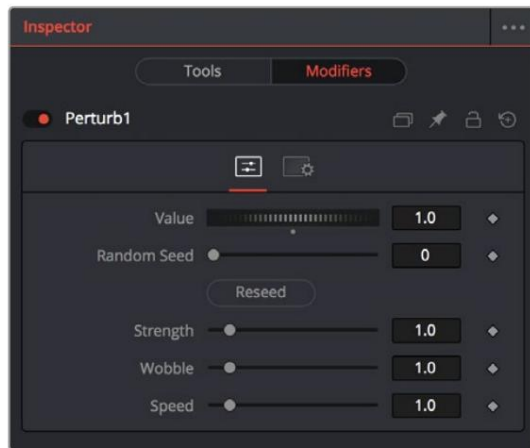 Inspector
Tools Modifiers
Perturb1
Value 1.0
Random Seed 0
Reseed
Strength 1.0
Wobble 1.0
Speed 1.0